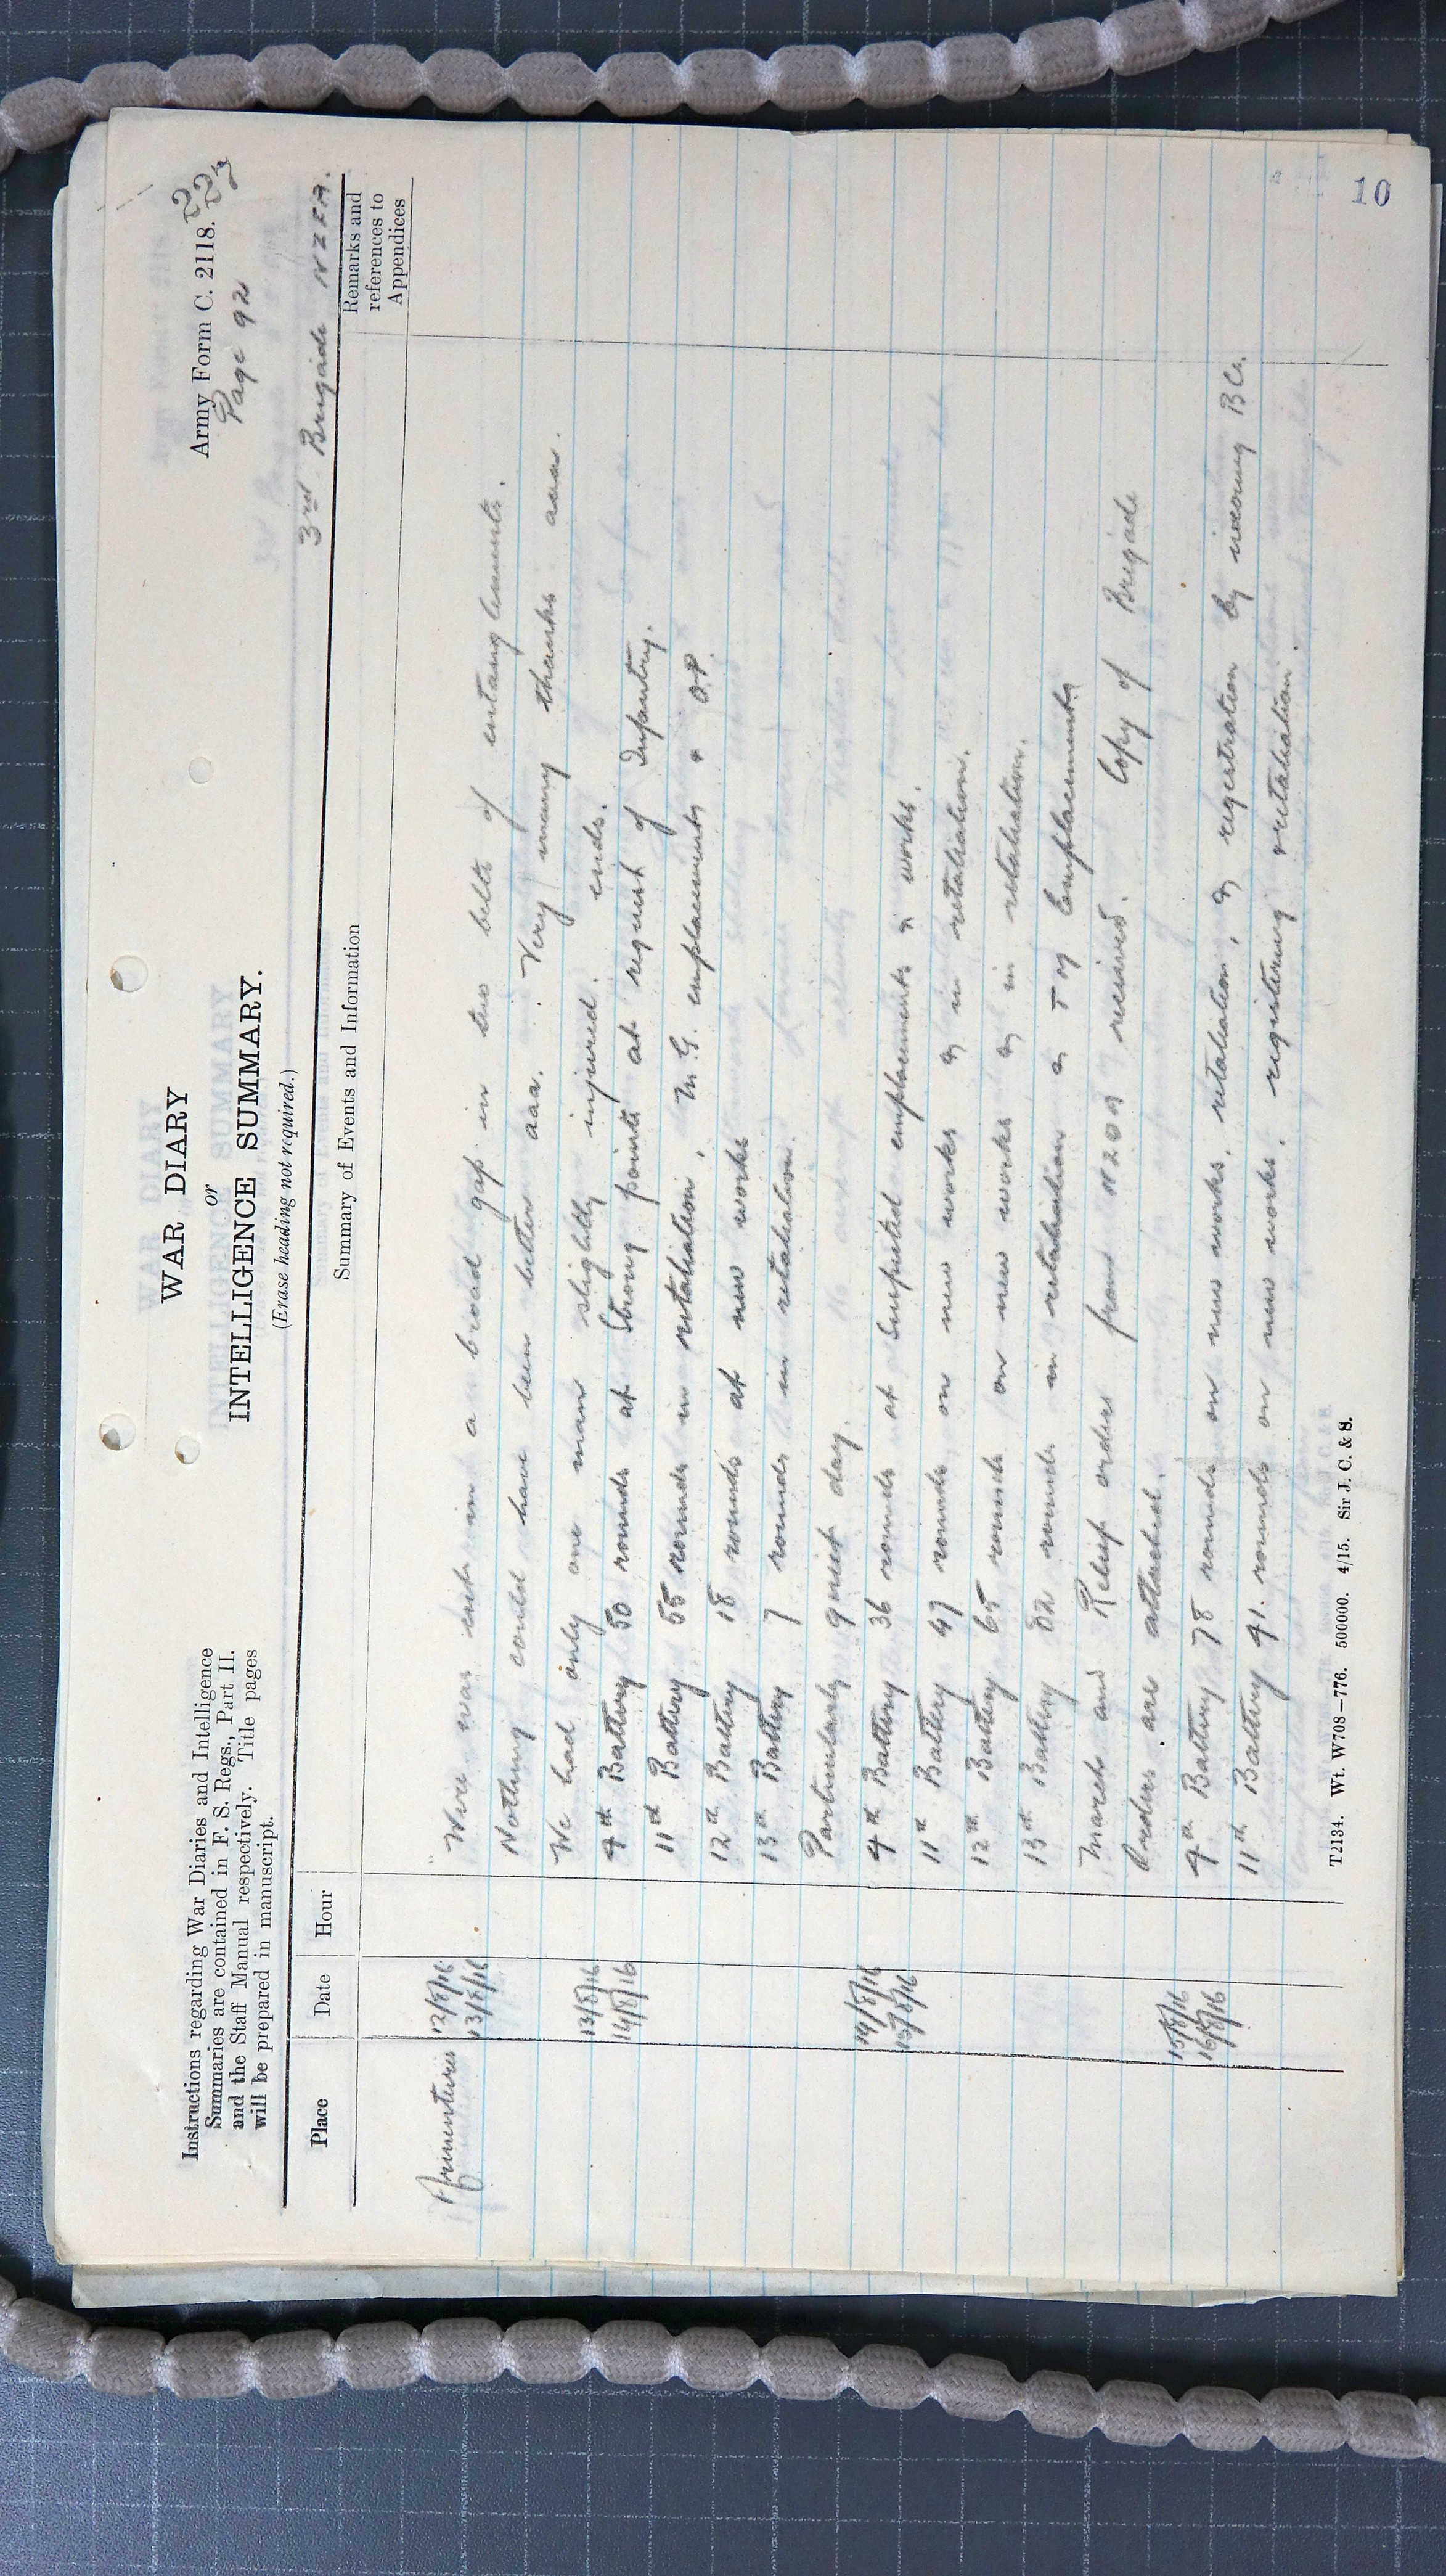 Army Form C. 2118.
227
Page 92
WAR DIARY
or
INTELLIGENCE SUMMARY.
(Erase heading not required.)
Instructions regarding War Diaries and Intelligence
Summaries are contained in F. S. Regs., Part II.
and the Staff Manual respectively. Title pages
will be prepared in manuscript.
3rd Brigade NZFA.
Place
Date
Hour
Summary of Events and Information
Remarks and
references to
Appendices
Armentieres 12/8/16 "Wire was cut in a broad gap in two belts of entanglements.
13/8/16 Nothing could have been better aaa. Very many thanks aaa.
We had only one man slightly injured. ends.
13/8/16 4th Battery 50 rounds at Strong points at request of Infantry.
14/8/16 11th Battery 55 rounds in retaliation, M.G. emplacements & O.P.
12th Battery 18 rounds at new works
13th Battery 7 rounds in retaliation.
Particularly quiet day.
14/8/16 4th Battery 36 rounds at suspected emplacements & works.
15/8/16 11th Battery 47 rounds on new works & in retaliation.
12th Battery 65 rounds on new works & in retaliation.
13th Battery 82 rounds in retaliation & Emplacements
March and Relief orders from NZDA received. Copy of Brigade
Orders are attached.
15/8/16 4th Battery 78 rounds on new works, retaliation, & registration by incoming BCs.
16/8/16 11th Battery 41 rounds on new works, registering & retaliation.
T2134. Wt. W708—776. 500000. 4/15. Sir J. C. & S.
10